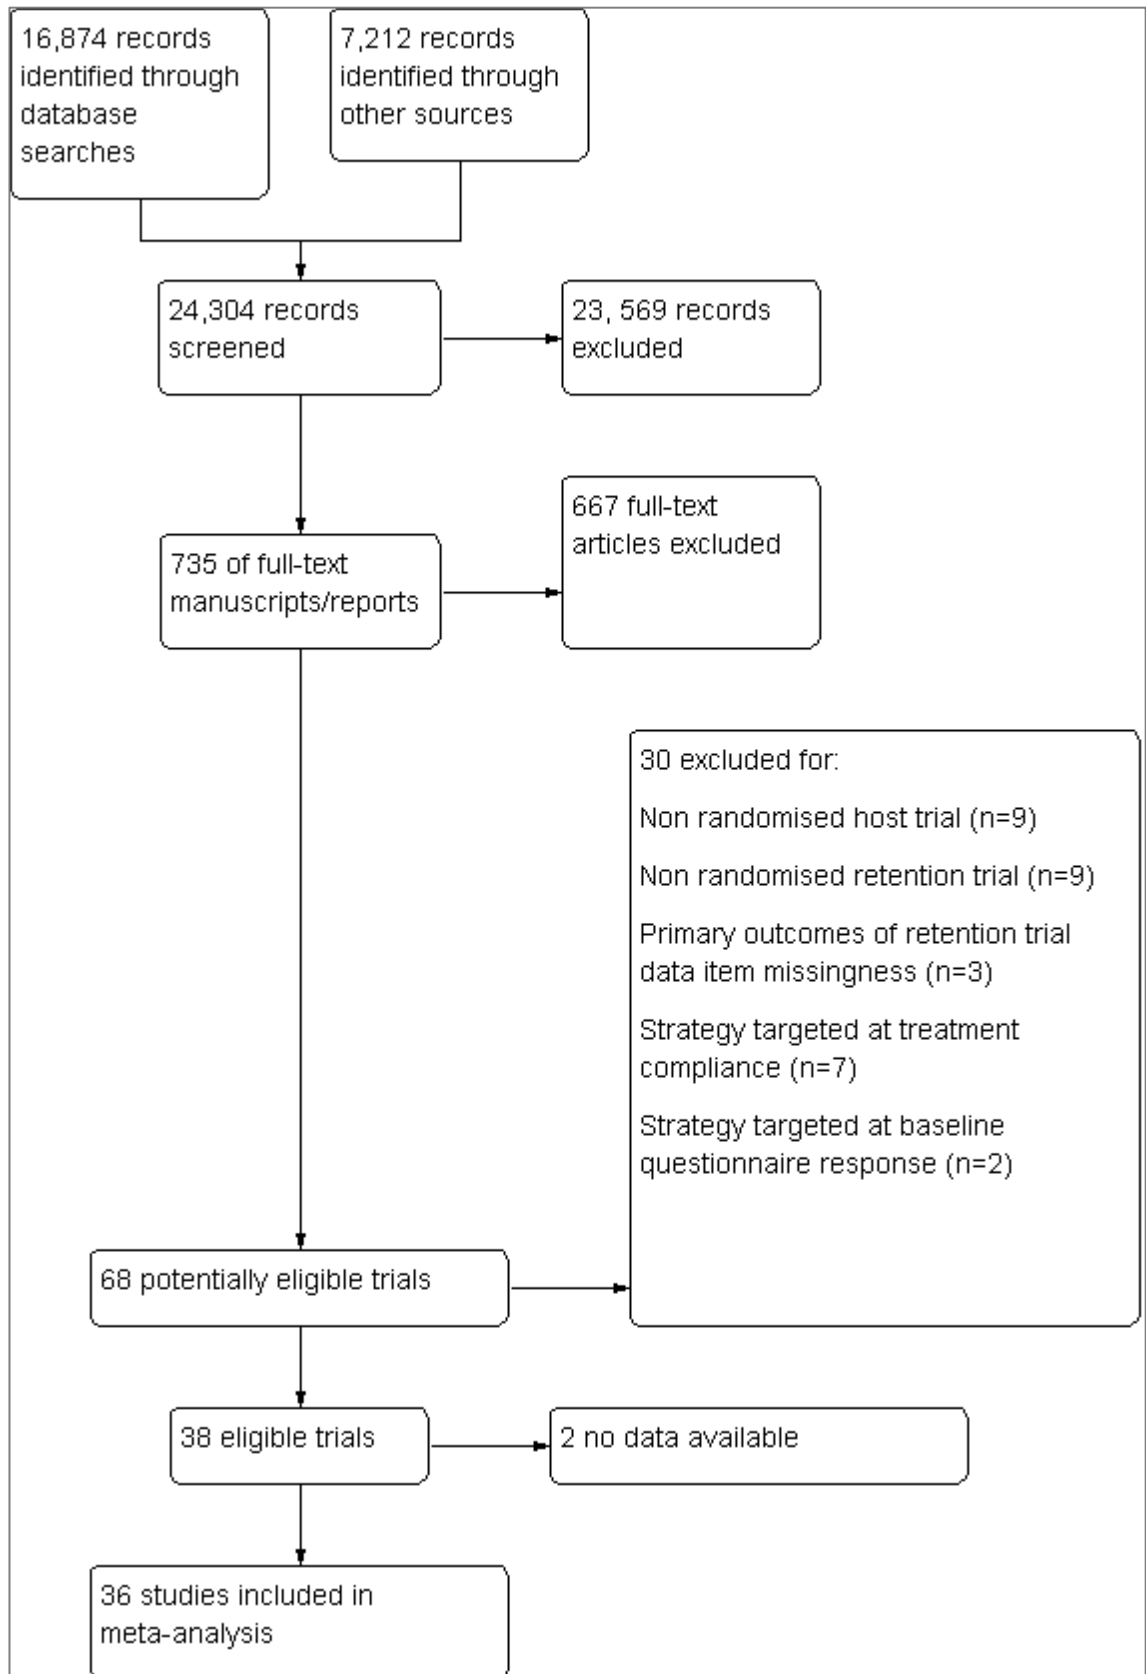 16,874 records
identified through
database
searches
7,212 records
identified through
other sources
24,304 records
screened
23, 569 records
excluded
667 full-text
articles excluded
735 of full-text
manuscripts/reports
30 excluded for:
Non randomised host trial (n=9)
Non randomised retention trial (n=9)
Primary outcomes of retention trial
data item missingness (n=3)
Strategy targeted at treatment
compliance (n=7)
Strategy targeted at baseline
questionnaire response (n=2)
68 potentially eligible trials
38 eligible trials
2 no data available
36 studies included in
meta-analysis